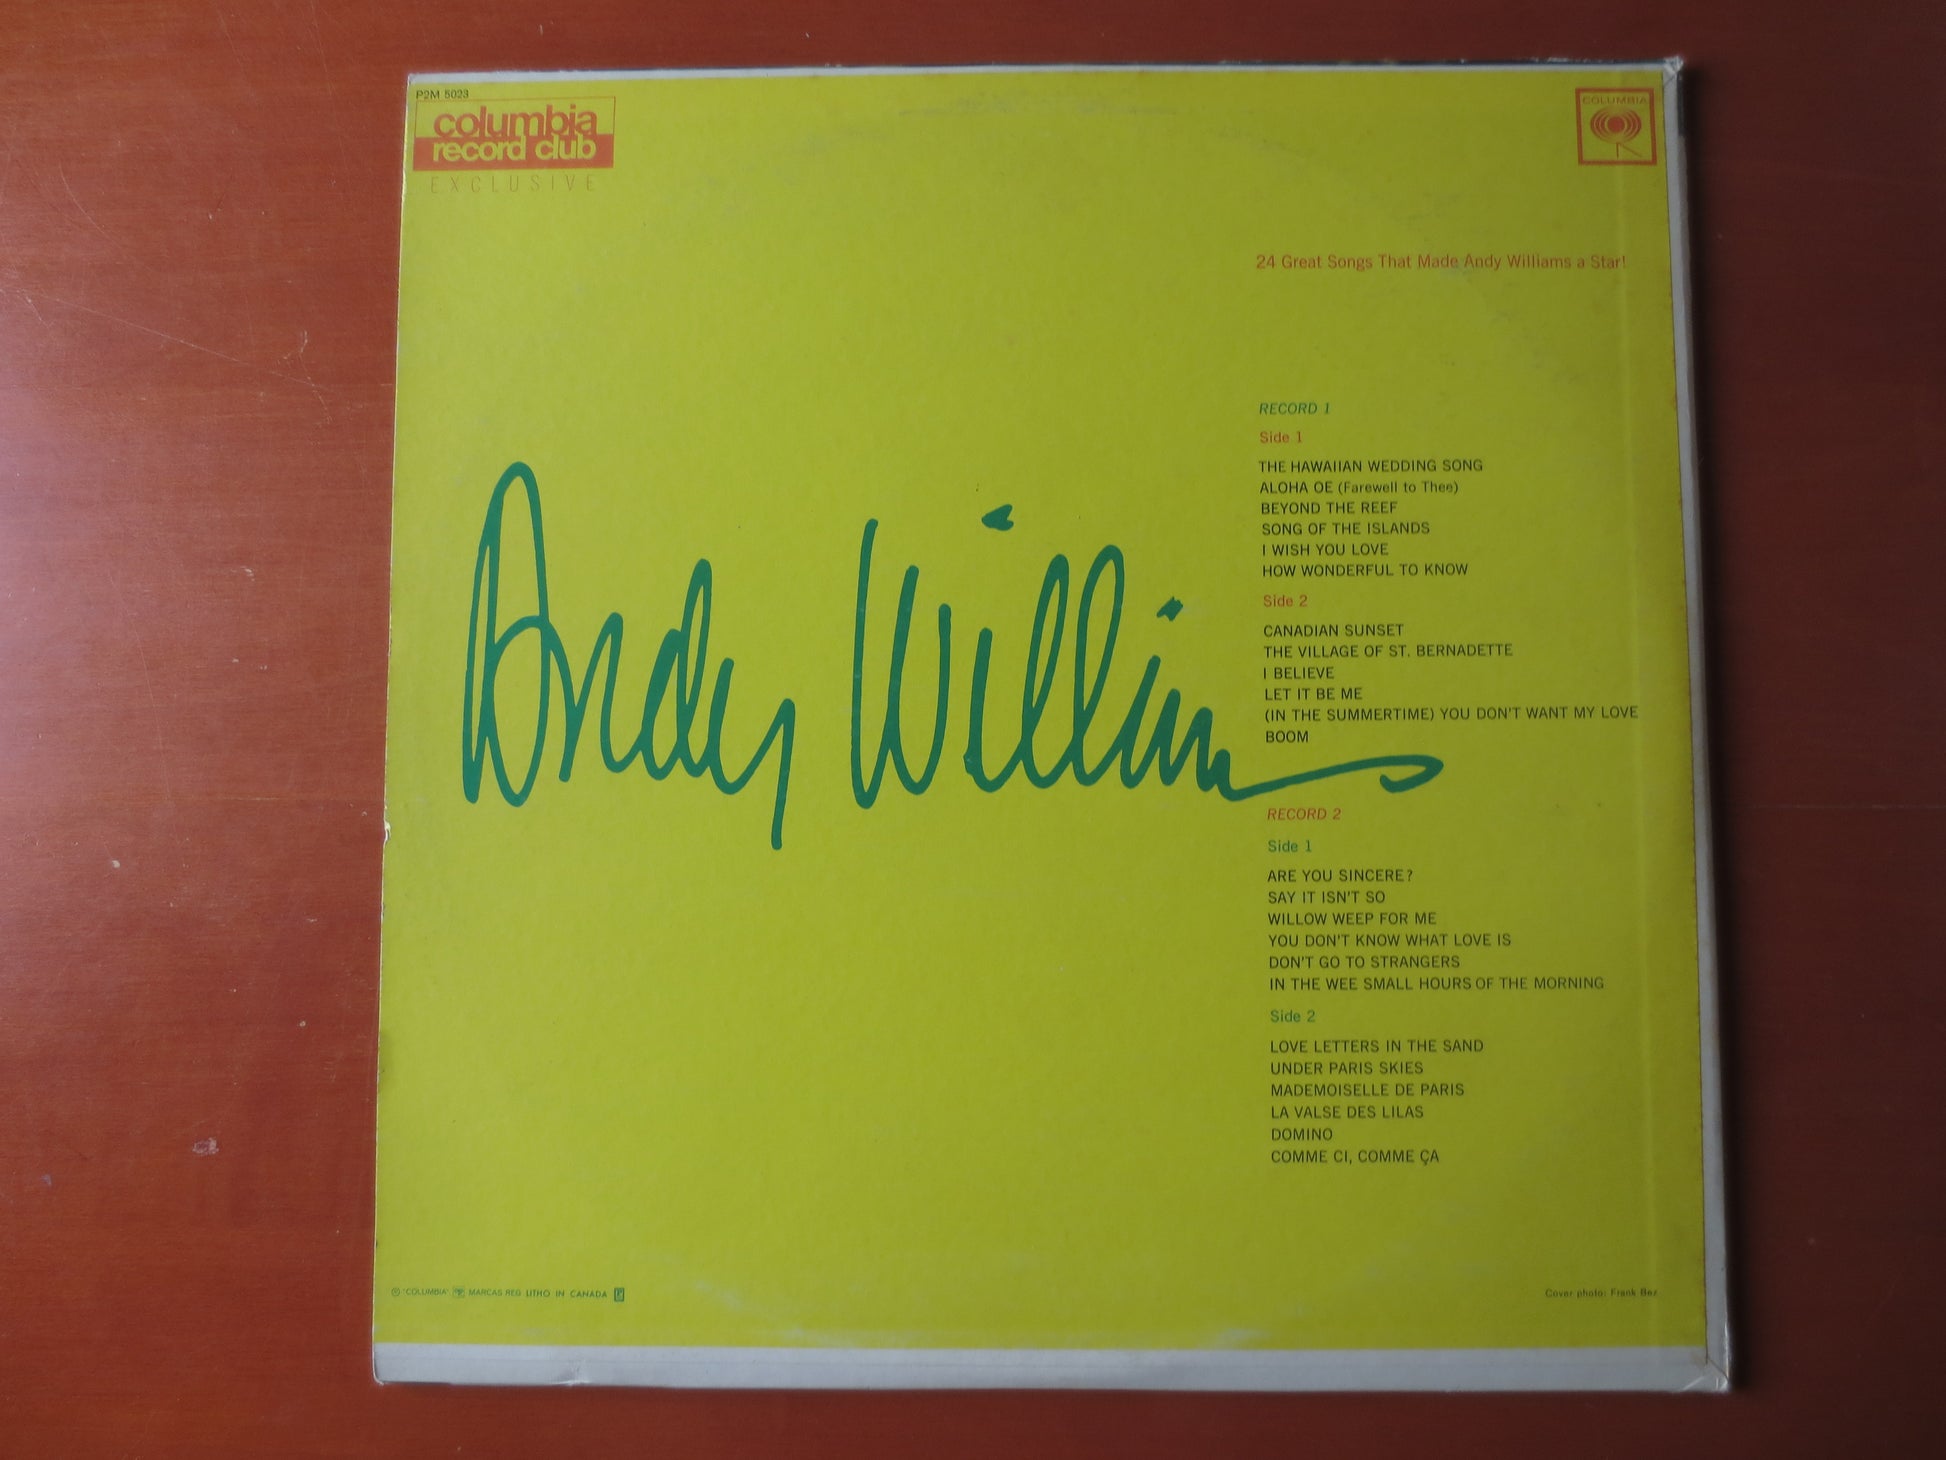 P2M 5023
columbia
record club
EXCLUSIVE
COLUMBIA
24 Great Songs That Made Andy Williams a Star!
Andy Williams
RECORD 1
Side 1
THE HAWAIIAN WEDDING SONG
ALOHA OE (Farewell to Thee)
BEYOND THE REEF
SONG OF THE ISLANDS
I WISH YOU LOVE
HOW WONDERFUL TO KNOW
Side 2
CANADIAN SUNSET
THE VILLAGE OF ST. BERNADETTE
I BELIEVE
LET IT BE ME
(IN THE SUMMERTIME) YOU DON'T WANT MY LOVE
BOOM
RECORD 2
Side 1
ARE YOU SINCERE?
SAY IT ISN'T SO
WILLOW WEEP FOR ME
YOU DON'T KNOW WHAT LOVE IS
DON'T GO TO STRANGERS
IN THE WEE SMALL HOURS OF THE MORNING
Side 2
LOVE LETTERS IN THE SAND
UNDER PARIS SKIES
MADEMOISELLE DE PARIS
LA VALSE DES LILAS
DOMINO
COMME CI, COMME ÇA
© "COLUMBIA" MARCAS REG LITHO IN CANADA
Cover photo: Frank Bez